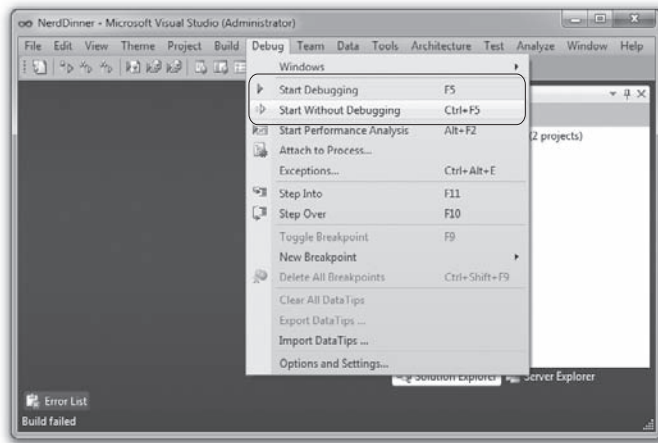 NerdDinner - Microsoft Visual Studio (Administrator)
File Edit View Theme Project Build Debug Team Data Tools Architecture Test Analyze Window Help
Windows
Start Debugging F5
Start Without Debugging Ctrl+F5
Start Performance Analysis Alt+F2
(2 projects)
Attach to Process...
Exceptions... Ctrl+Alt+E
Step Into F11
Step Over F10
Toggle Breakpoint F9
New Breakpoint
Delete All Breakpoints Ctrl+Shift+F9
Clear All DataTips
Export DataTips ...
Import DataTips ...
Options and Settings...
Solution Explorer Server Explorer
Error List
Build failed